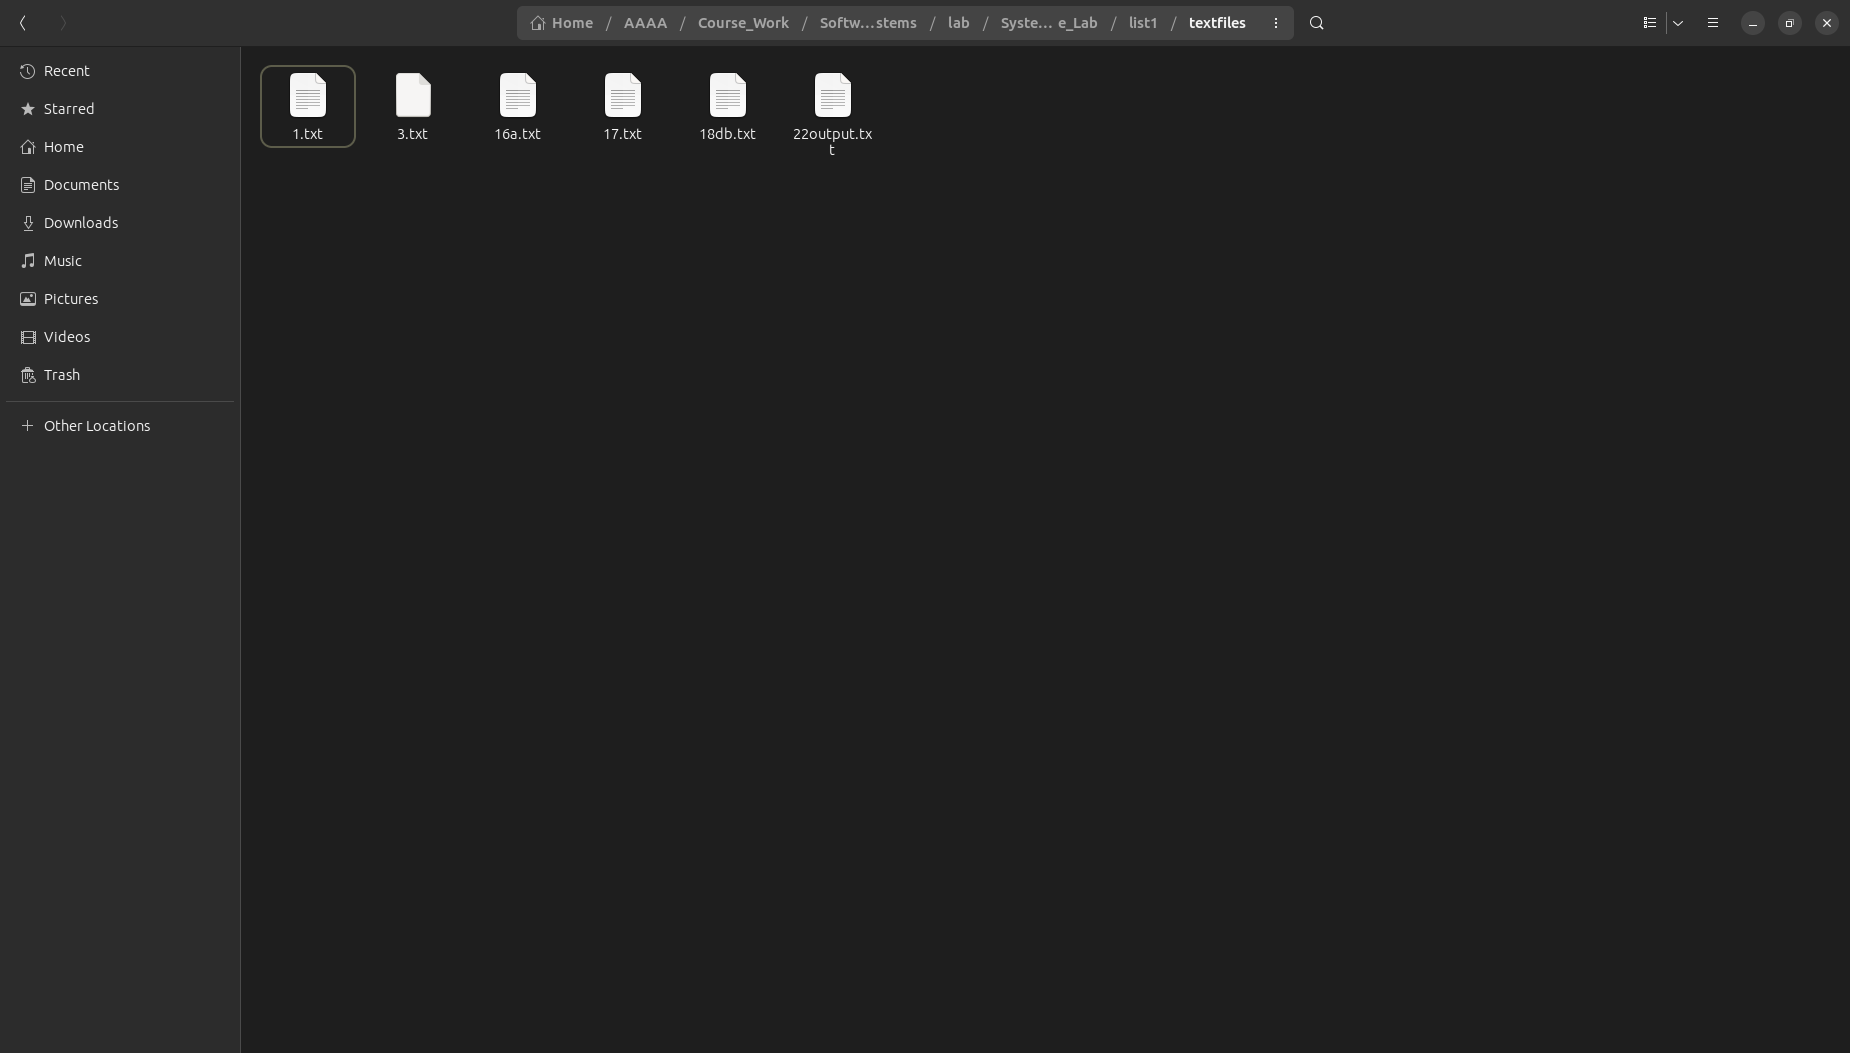 Home / AAAA / Course_Work / Softw...stems / lab / Syste... e_Lab / list1 / textfiles
Recent
Starred
Home
Documents
Downloads
Music
Pictures
Videos
Trash
Other Locations
1.txt
3.txt
16a.txt
17.txt
18db.txt
22output.tx
t